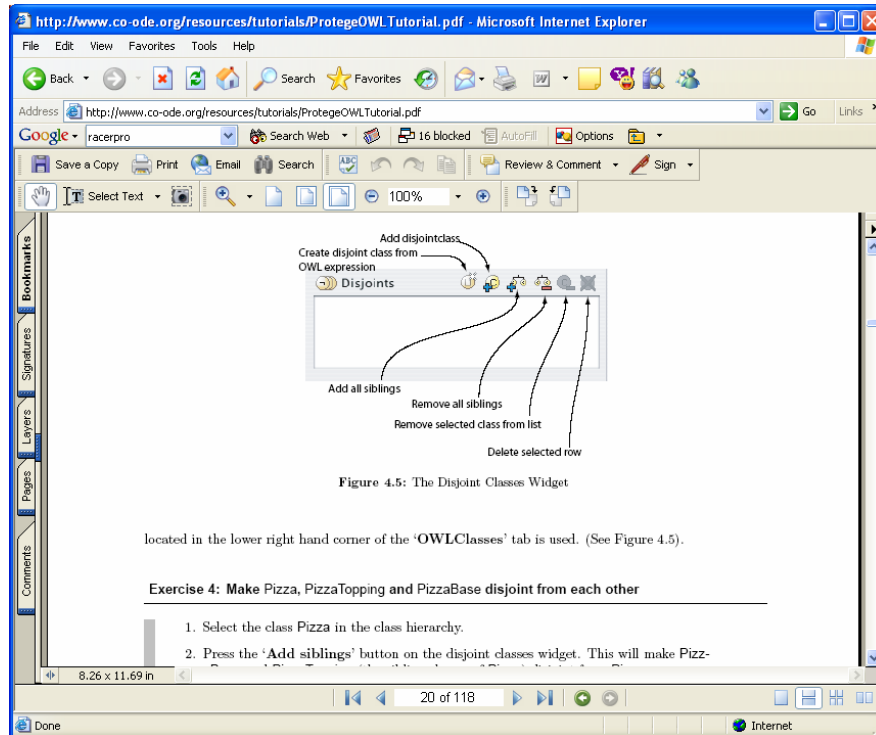 http://www.co-ode.org/resources/tutorials/ProtegeOWLTutorial.pdf - Microsoft Internet Explorer
File Edit View Favorites Tools Help
Back Search Favorites
Address http://www.co-ode.org/resources/tutorials/ProtegeOWLTutorial.pdf Go Links
Google racerpro Search Web 16 blocked AutoFill Options
Save a Copy Print Email Search Review & Comment Sign
Select Text 100%
Bookmarks
Signatures
Layers
Pages
Comments
Add disjointclass
Create disjoint class from
OWL expression
Disjoints
Add all siblings
Remove all siblings
Remove selected class from list
Delete selected row
Figure 4.5: The Disjoint Classes Widget
located in the lower right hand corner of the ‘OWLClasses’ tab is used. (See Figure 4.5).
Exercise 4: Make Pizza, PizzaTopping and PizzaBase disjoint from each other
1. Select the class Pizza in the class hierarchy.
2. Press the ‘Add siblings’ button on the disjoint classes widget. This will make Pizz-
8.26 x 11.69 in
20 of 118
Done Internet